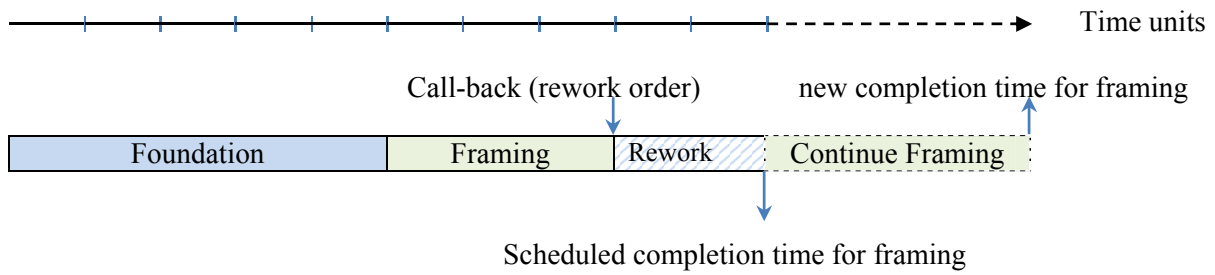 Time units
Call-back (rework order)
new completion time for framing
Foundation
Framing
Rework
Continue Framing
Scheduled completion time for framing